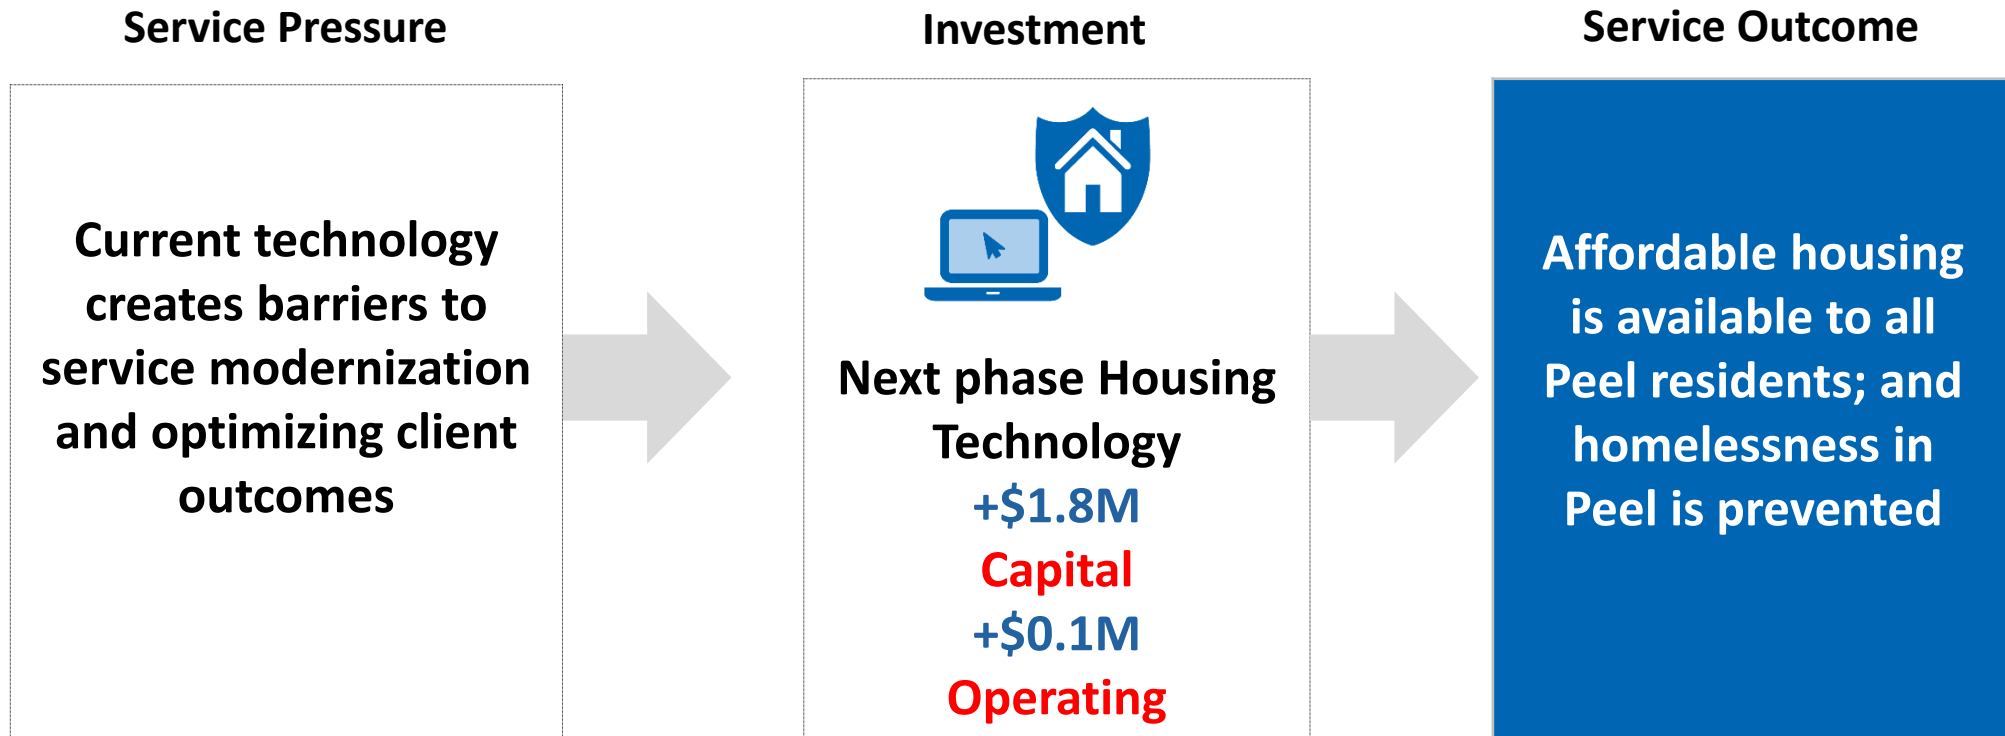 Service Pressure
Current technology
creates barriers to
service modernization
and optimizing client
outcomes
Investment
Next phase Housing
Technology
+$1.8M
Capital
+$0.1M
Operating
Service Outcome
Affordable housing
is available to all
Peel residents; and
homelessness in
Peel is prevented